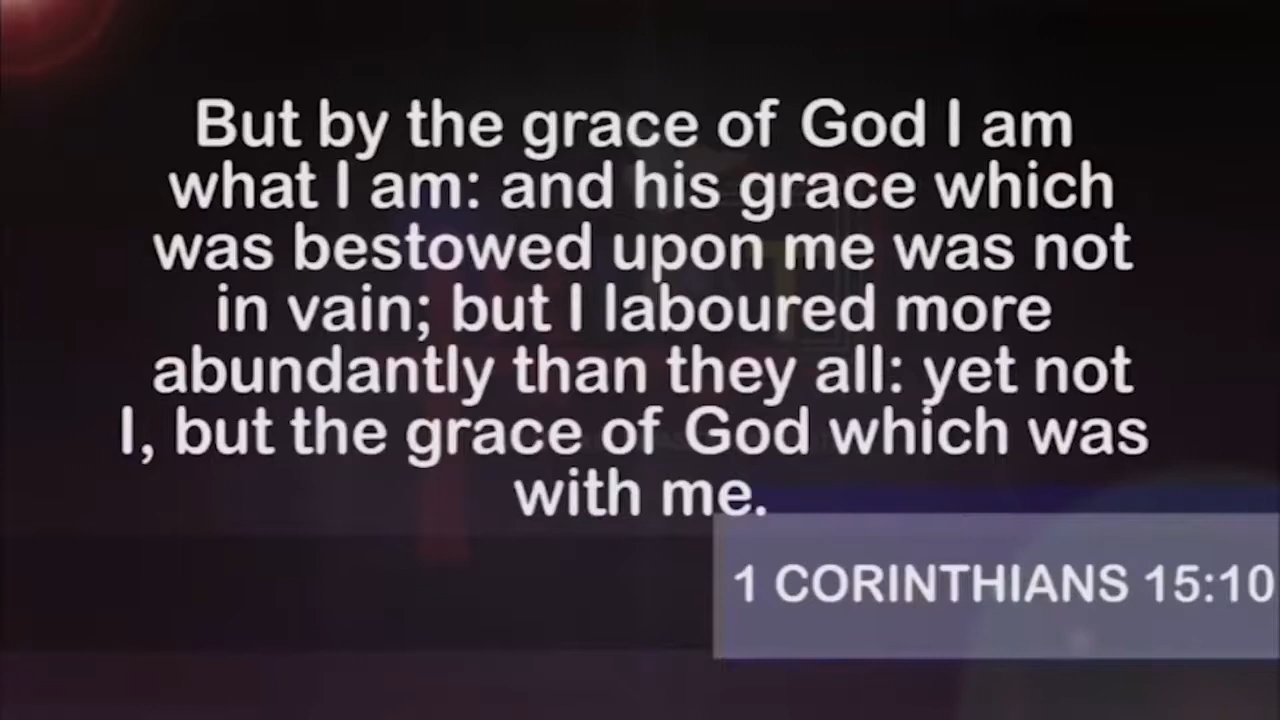 But by the grace of God I am
what I am: and his grace which
was bestowed upon me was not
in vain; but I laboured more
abundantly than they all: yet not
I, but the grace of God which was
with me.
1 CORINTHIANS 15:10